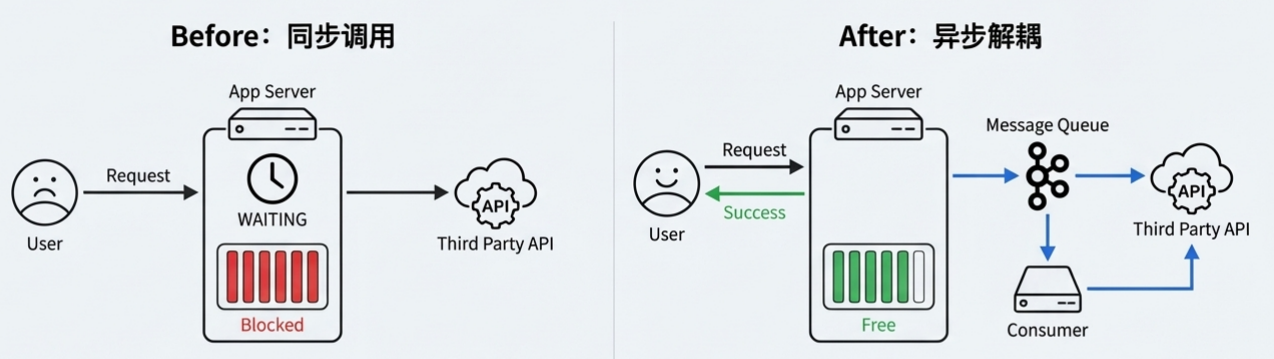 Before：同步调用
App Server
Request
WAITING
API
User
Third Party API
Blocked
After：异步解耦
App Server
Message Queue
Request
API
Success
User
Third Party API
Free
Consumer